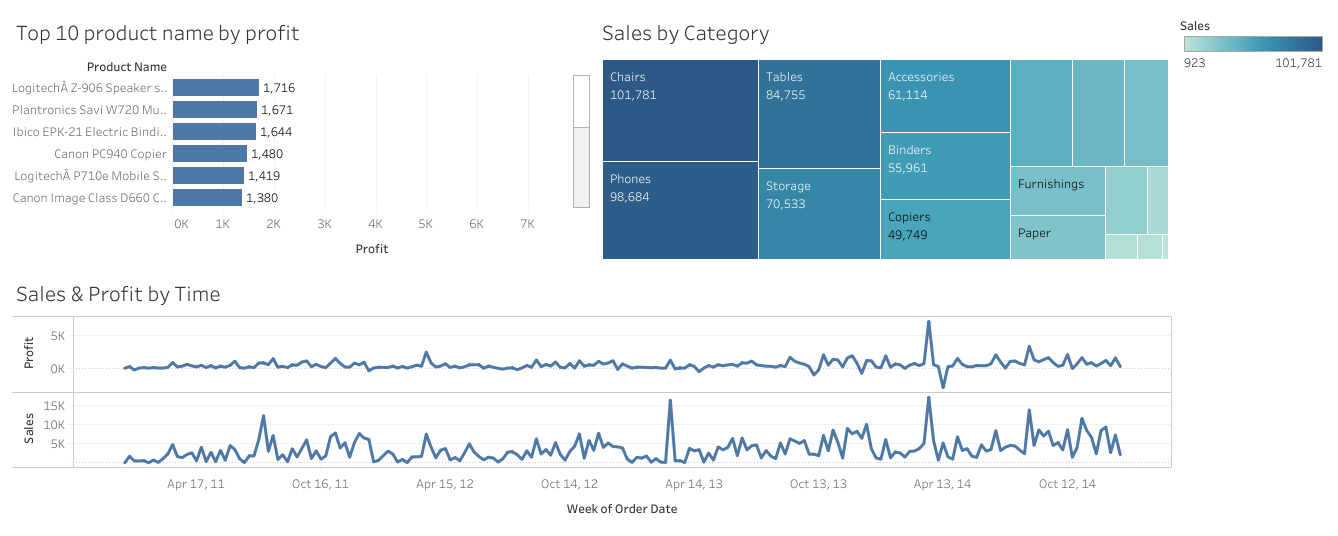 Top 10 product name by profit
Product Name
LogitechÂ Z-906 Speaker s.. 1,716
Plantronics Savi W720 Mu.. 1,671
Ibico EPK-21 Electric Bindi.. 1,644
Canon PC940 Copier 1,480
LogitechÂ P710e Mobile S.. 1,419
Canon Image Class D660 C.. 1,380
0K 1K 2K 3K 4K 5K 6K 7K
Profit
Sales by Category
Chairs
101,781
Phones
98,684
Tables
84,755
Storage
70,533
Accessories
61,114
Binders
55,961
Copiers
49,749
Furnishings
Paper
Sales
923 101,781
Sales & Profit by Time
Profit
5K
0K
Sales
15K
10K
5K
Apr 17, 11 Oct 16, 11 Apr 15, 12 Oct 14, 12 Apr 14, 13 Oct 13, 13 Apr 13, 14 Oct 12, 14
Week of Order Date